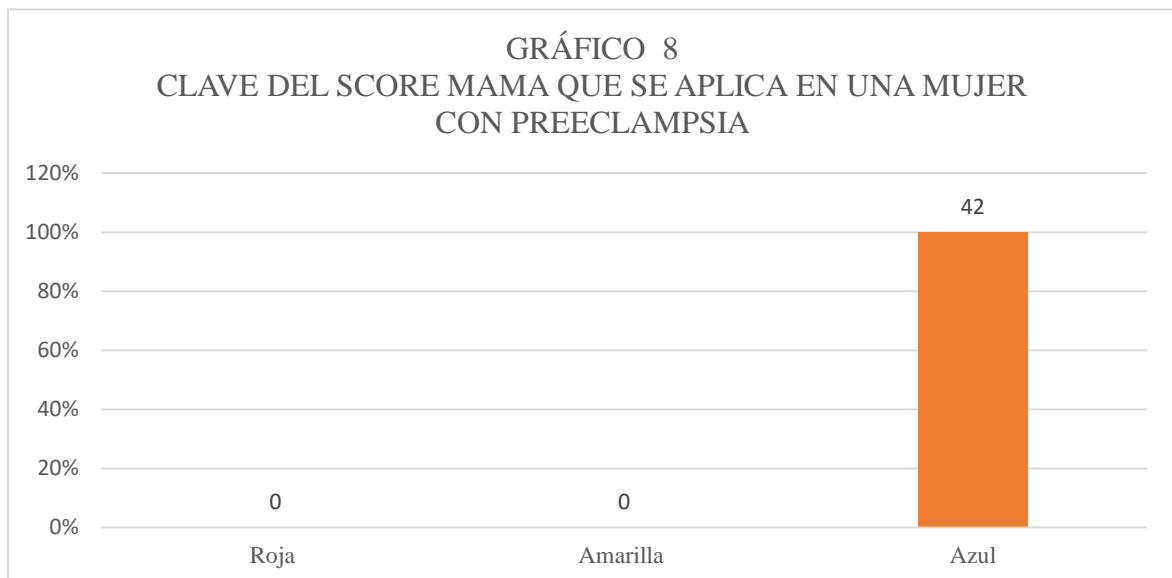 GRÁFICO 8
CLAVE DEL SCORE MAMA QUE SE APLICA EN UNA MUJER
CON PREECLAMPSIA
120%
100%
80%
60%
40%
20%
0%
0
0
42
Roja
Amarilla
Azul